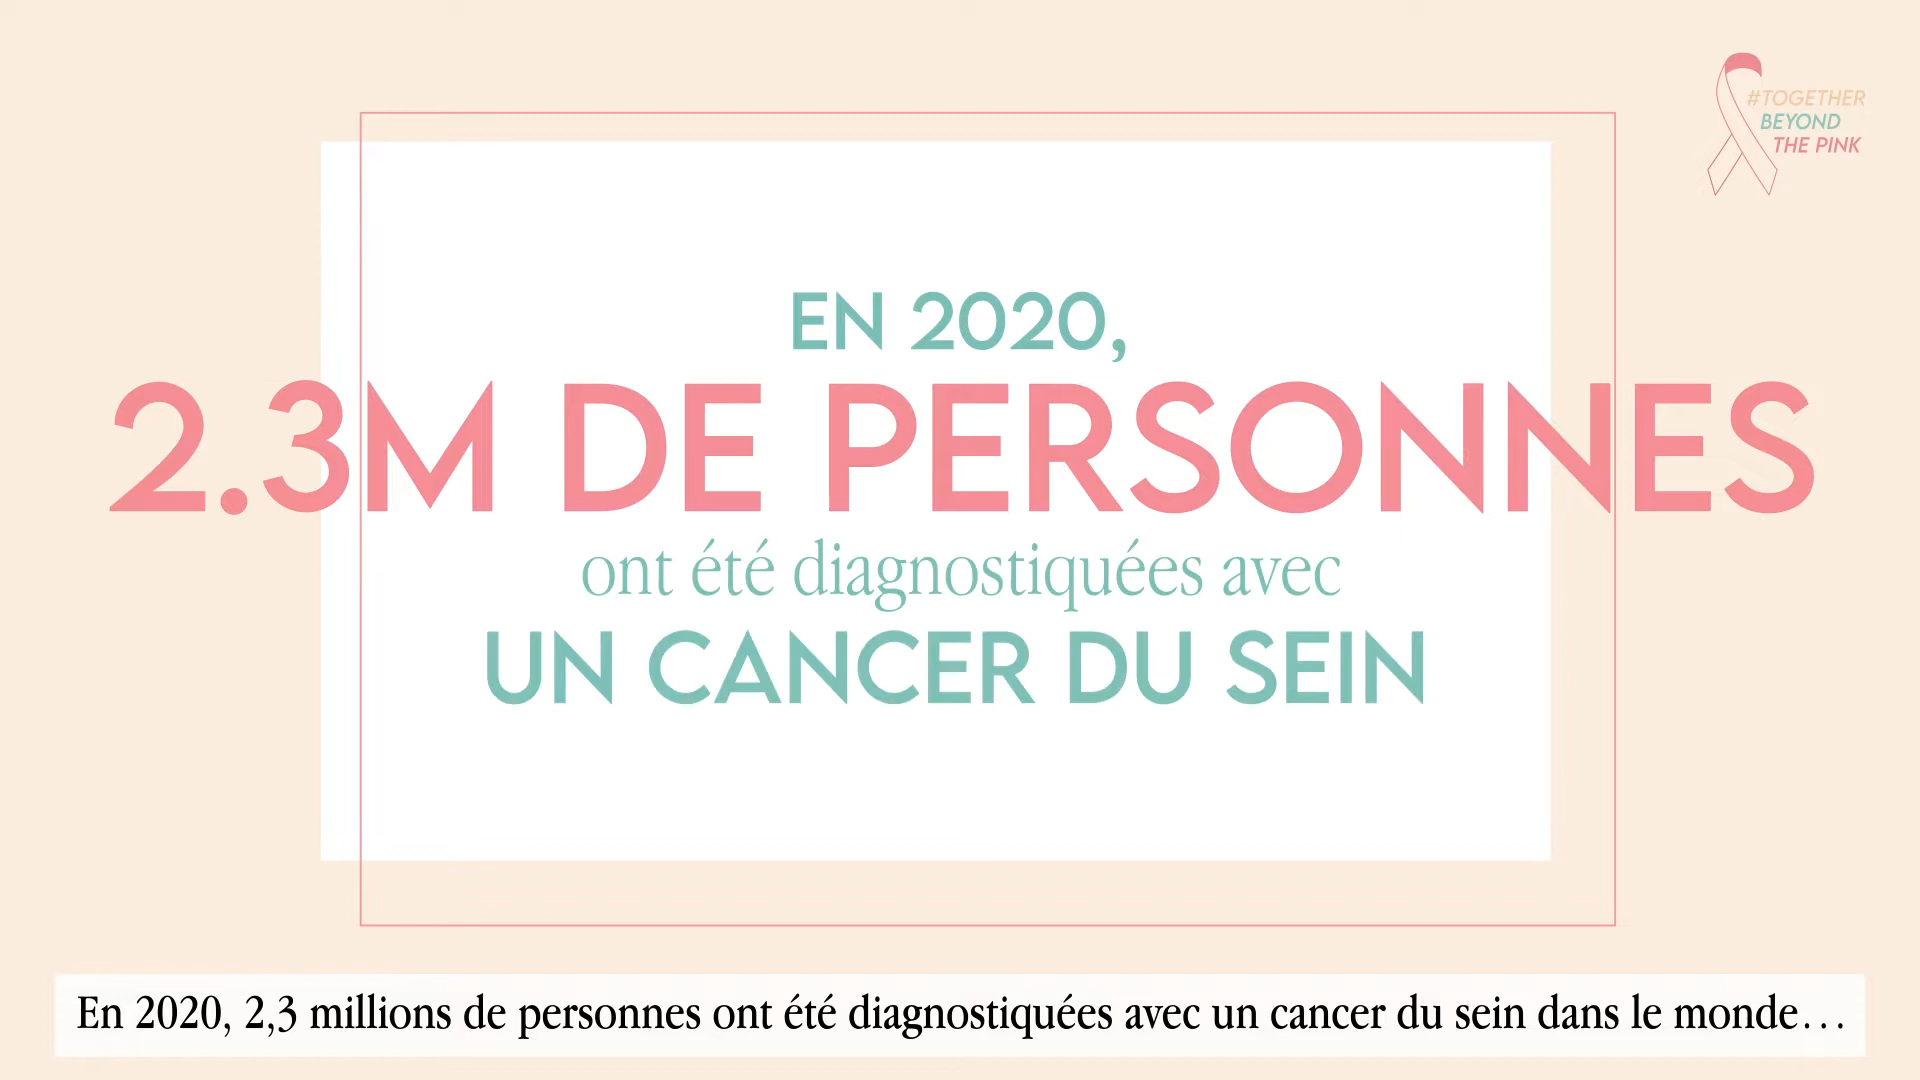 #TOGETHER
BEYOND
THE PINK
EN 2020,
2.3M DE PERSONNES
ont été diagnostiquées avec
UN CANCER DU SEIN
En 2020, 2,3 millions de personnes ont été diagnostiquées avec un cancer du sein dans le monde…